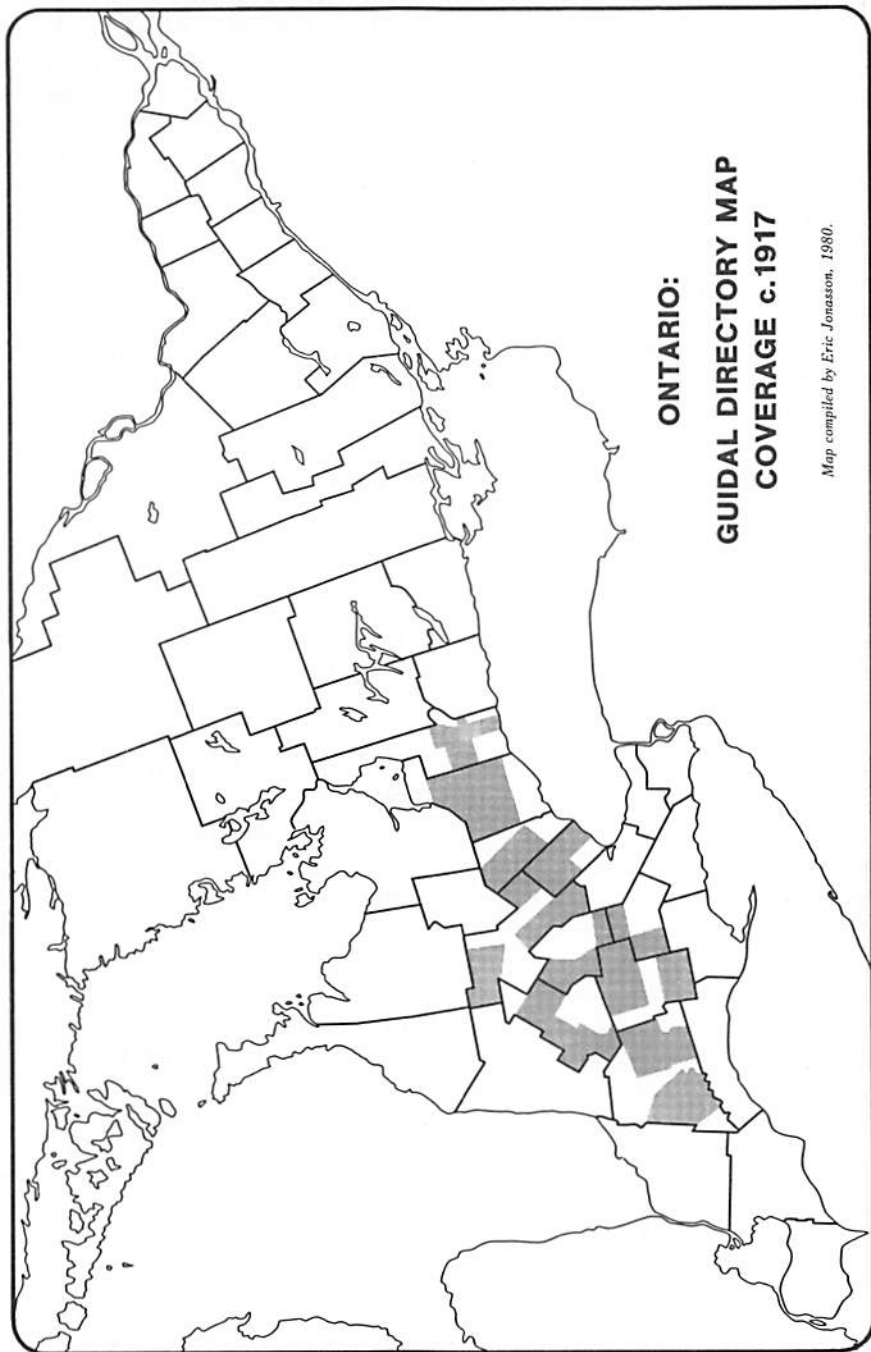 ONTARIO:
GUIDAL DIRECTORY MAP
COVERAGE c.1917
Map compiled by Eric Jonasson, 1980.